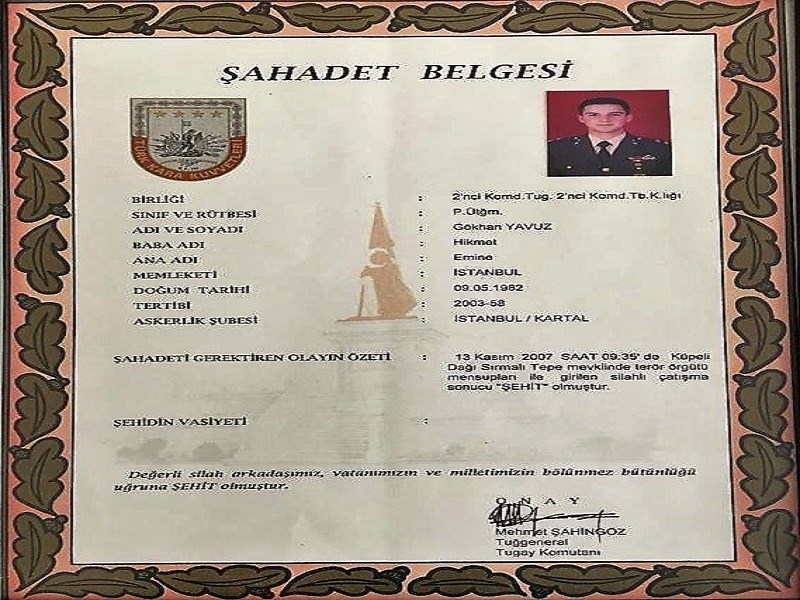 ŞAHADET BELGESİ
TÜRK KARA KUVVETLERİ
BİRLİĞİ : 2'nci Komd.Tug. 2'nci Komd.Tb.K.lığı
SINIF VE RÜTBESİ : P.Ütğm.
ADI VE SOYADI : Gökhan YAVUZ
BABA ADI : Hikmet
ANA ADI : Emine
MEMLEKETİ : İSTANBUL
DOĞUM TARİHİ : 09.05.1982
TERTİBİ : 2003-58
ASKERLİK ŞUBESİ : İSTANBUL / KARTAL
ŞAHADETİ GEREKTİREN OLAYIN ÖZETİ : 13 Kasım 2007 SAAT 09:35' de Küpeli
Dağı Sırmalı Tepe mevkiinde terör örgütü
mensupları ile girilen silahlı çatışma
sonucu "ŞEHİT" olmuştur.
ŞEHİDİN VASİYETİ :
Değerli silah arkadaşımız, vatanımızın ve milletimizin bölünmez bütünlüğü
uğruna ŞEHİT olmuştur.
ONAY
Mehmet ŞAHİNGÖZ
Tuğgeneral
Tugay Komutanı